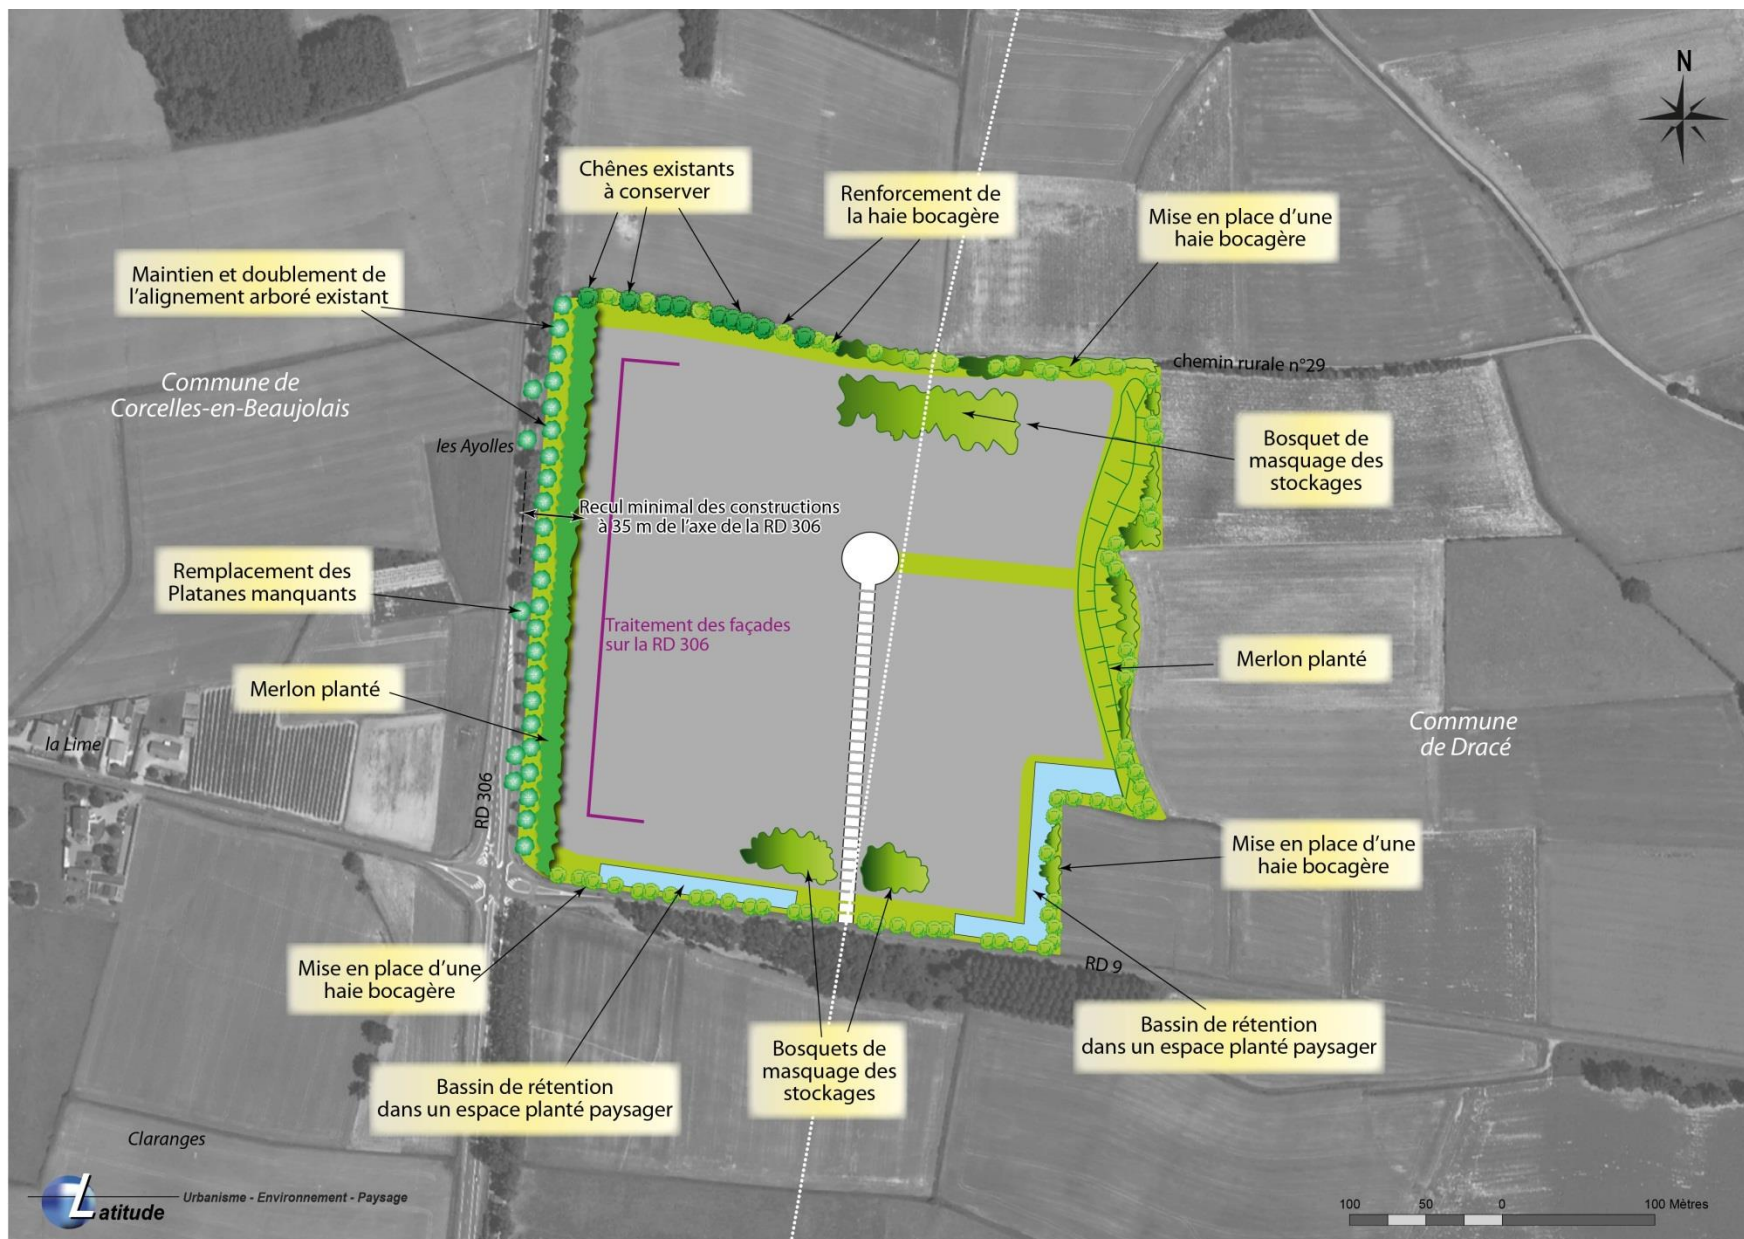 N
Chênes existants
à conserver
Renforcement de
la haie bocagère
Mise en place d'une
haie bocagère
Maintien et doublement de
l'alignement arboré existant
chemin rurale n°29
Commune de
Corcelles-en-Beaujolais
les Ayolles
Bosquet de
masquage des
stockages
Recul minimal des constructions
à 35 m de l'axe de la RD 306
Remplacement des
Platanes manquants
Traitement des façades
sur la RD 306
Merlon planté
Merlon planté
Commune
de Dracé
la Lime
RD 306
Mise en place d'une
haie bocagère
Mise en place d'une
haie bocagère
RD 9
Bassin de rétention
dans un espace planté paysager
Bosquets de
masquage des
stockages
Bassin de rétention
dans un espace planté paysager
Claranges
Latitude
Urbanisme - Environnement - Paysage
100 50 0 100 Mètres